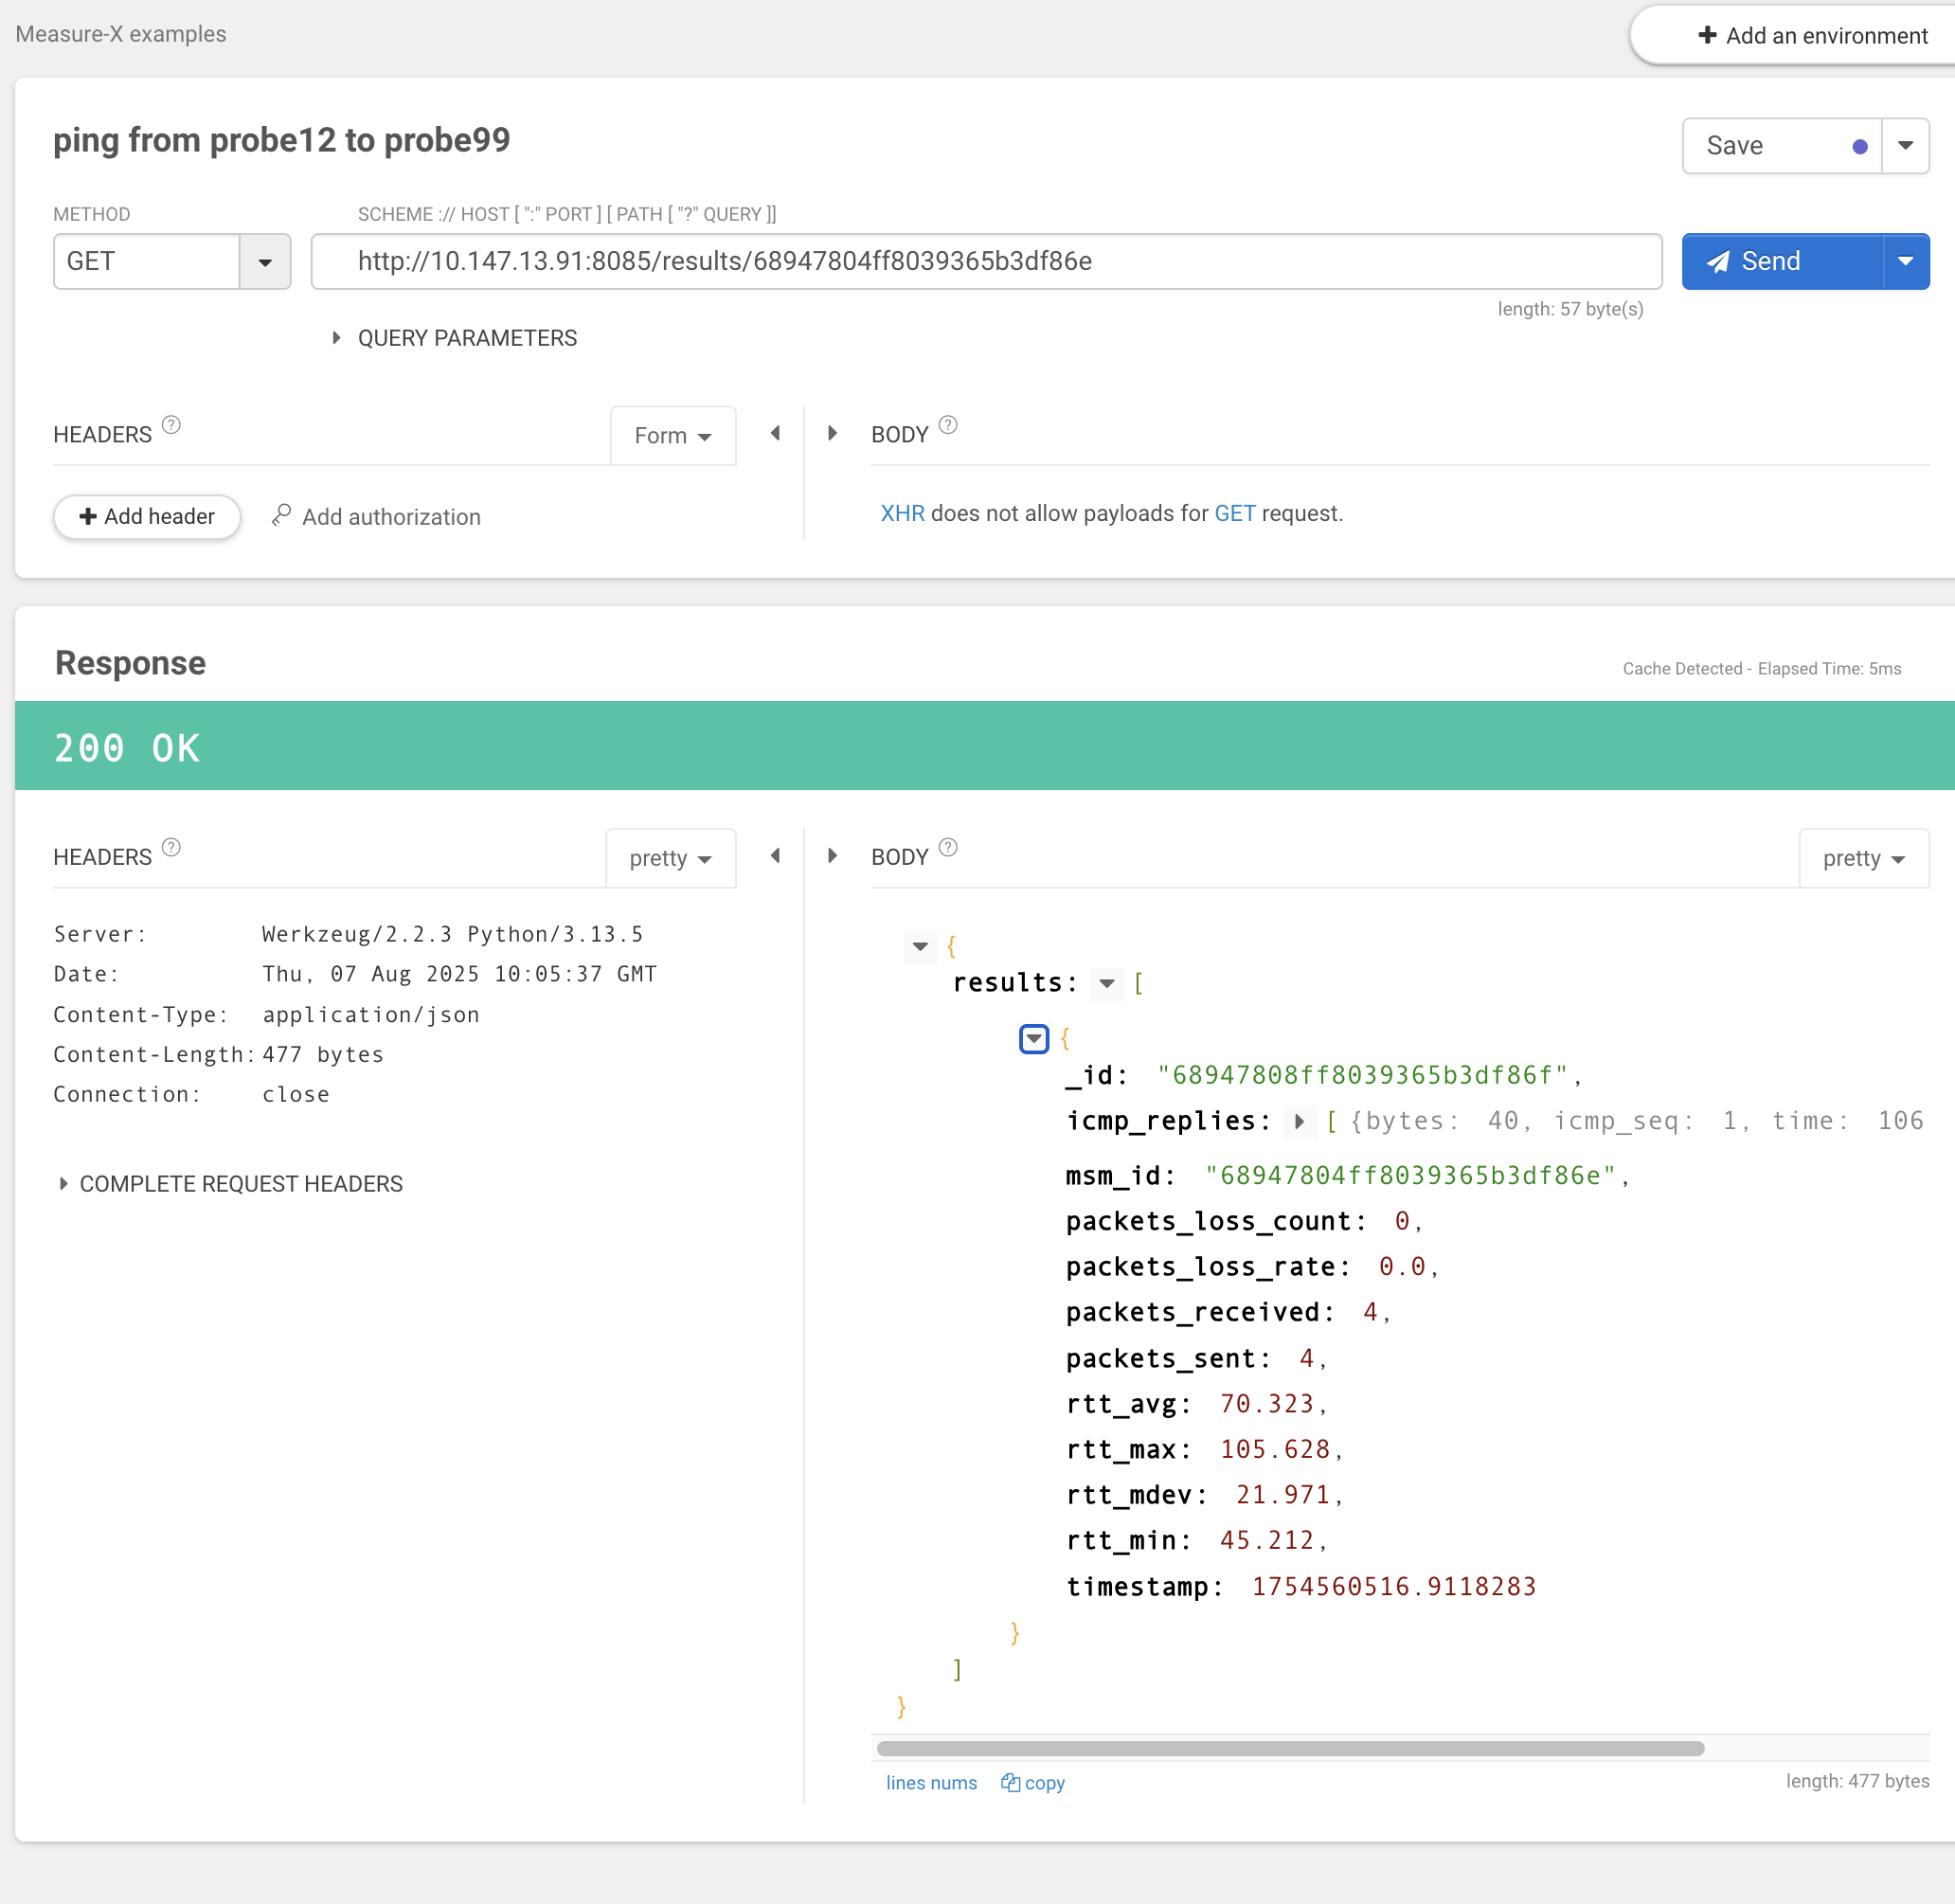 Measure-X examples
Add an environment
ping from probe12 to probe99
Save
METHOD
SCHEME :// HOST [ ":" PORT ] [ PATH [ "?" QUERY ]]
GET
http://10.147.13.91:8085/results/68947804ff8039365b3df86e
Send
length: 57 byte(s)
QUERY PARAMETERS
HEADERS ?
Form
BODY ?
Add header
Add authorization
XHR does not allow payloads for GET request.
Response
Cache Detected - Elapsed Time: 5ms
200 OK
HEADERS ?
pretty
Server: Werkzeug/2.2.3 Python/3.13.5
Date: Thu, 07 Aug 2025 10:05:37 GMT
Content-Type: application/json
Content-Length: 477 bytes
Connection: close
COMPLETE REQUEST HEADERS
BODY ?
pretty
{
results: [
{
_id: "68947808ff8039365b3df86f",
icmp_replies: [ {bytes: 40, icmp_seq: 1, time: 106
msm_id: "68947804ff8039365b3df86e",
packets_loss_count: 0,
packets_loss_rate: 0.0,
packets_received: 4,
packets_sent: 4,
rtt_avg: 70.323,
rtt_max: 105.628,
rtt_mdev: 21.971,
rtt_min: 45.212,
timestamp: 1754560516.9118283
}
]
}
lines nums
copy
length: 477 bytes